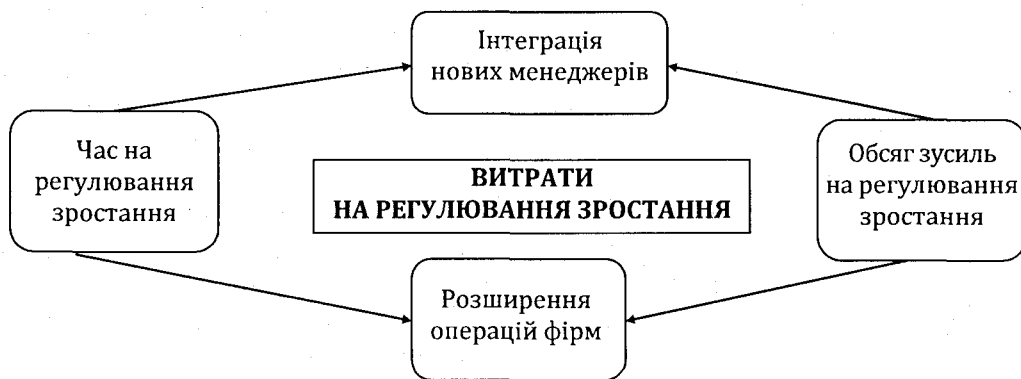 Інтеграція
нових менеджерів
Час на
регулювання
зростання
ВИТРАТИ
НА РЕГУЛЮВАННЯ ЗРОСТАННЯ
Обсяг зусиль
на регулювання
зростання
Розширення
операцій фірм